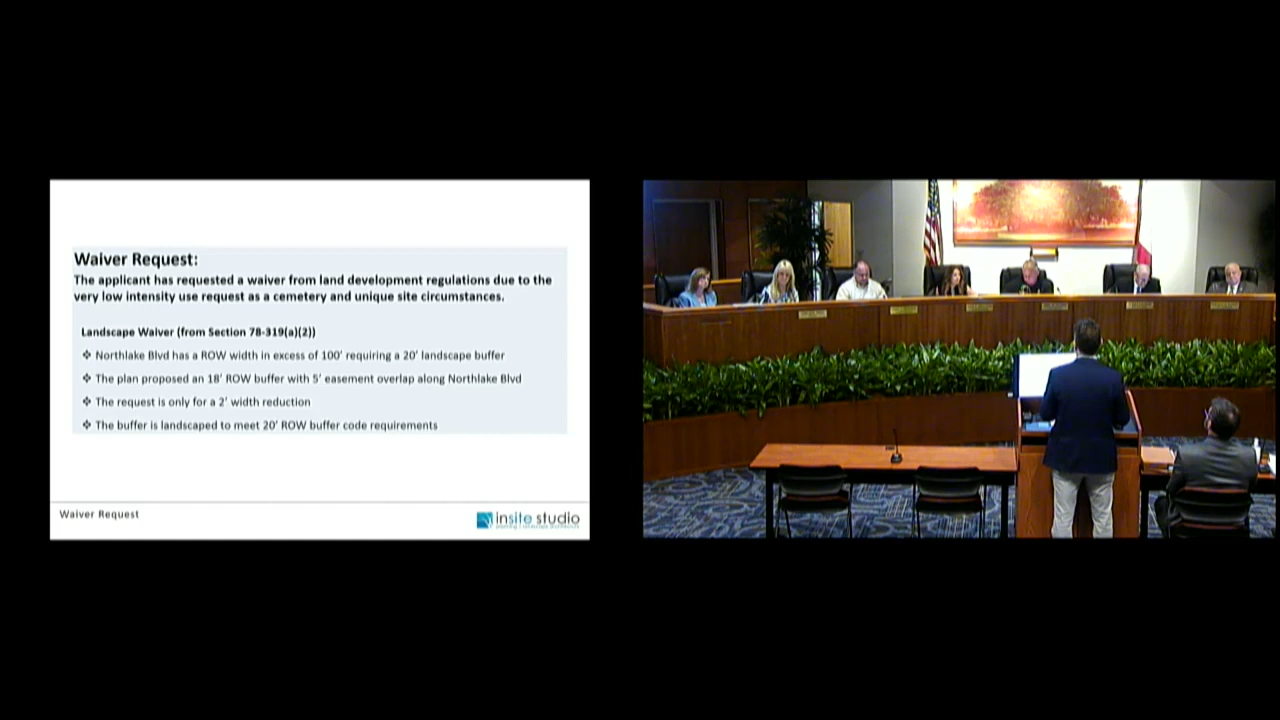 Waiver Request:
The applicant has requested a waiver from land development regulations due to the
very low intensity use request as a cemetery and unique site circumstances.
Landscape Waiver (from Section 78-319(a)(2))
❖ Northlake Blvd has a ROW width in excess of 100' requiring a 20' landscape buffer
❖ The plan proposed an 18' ROW buffer with 5' easement overlap along Northlake Blvd
❖ The request is only for a 2' width reduction
❖ The buffer is landscaped to meet 20' ROW buffer code requirements
Waiver Request
insite studio